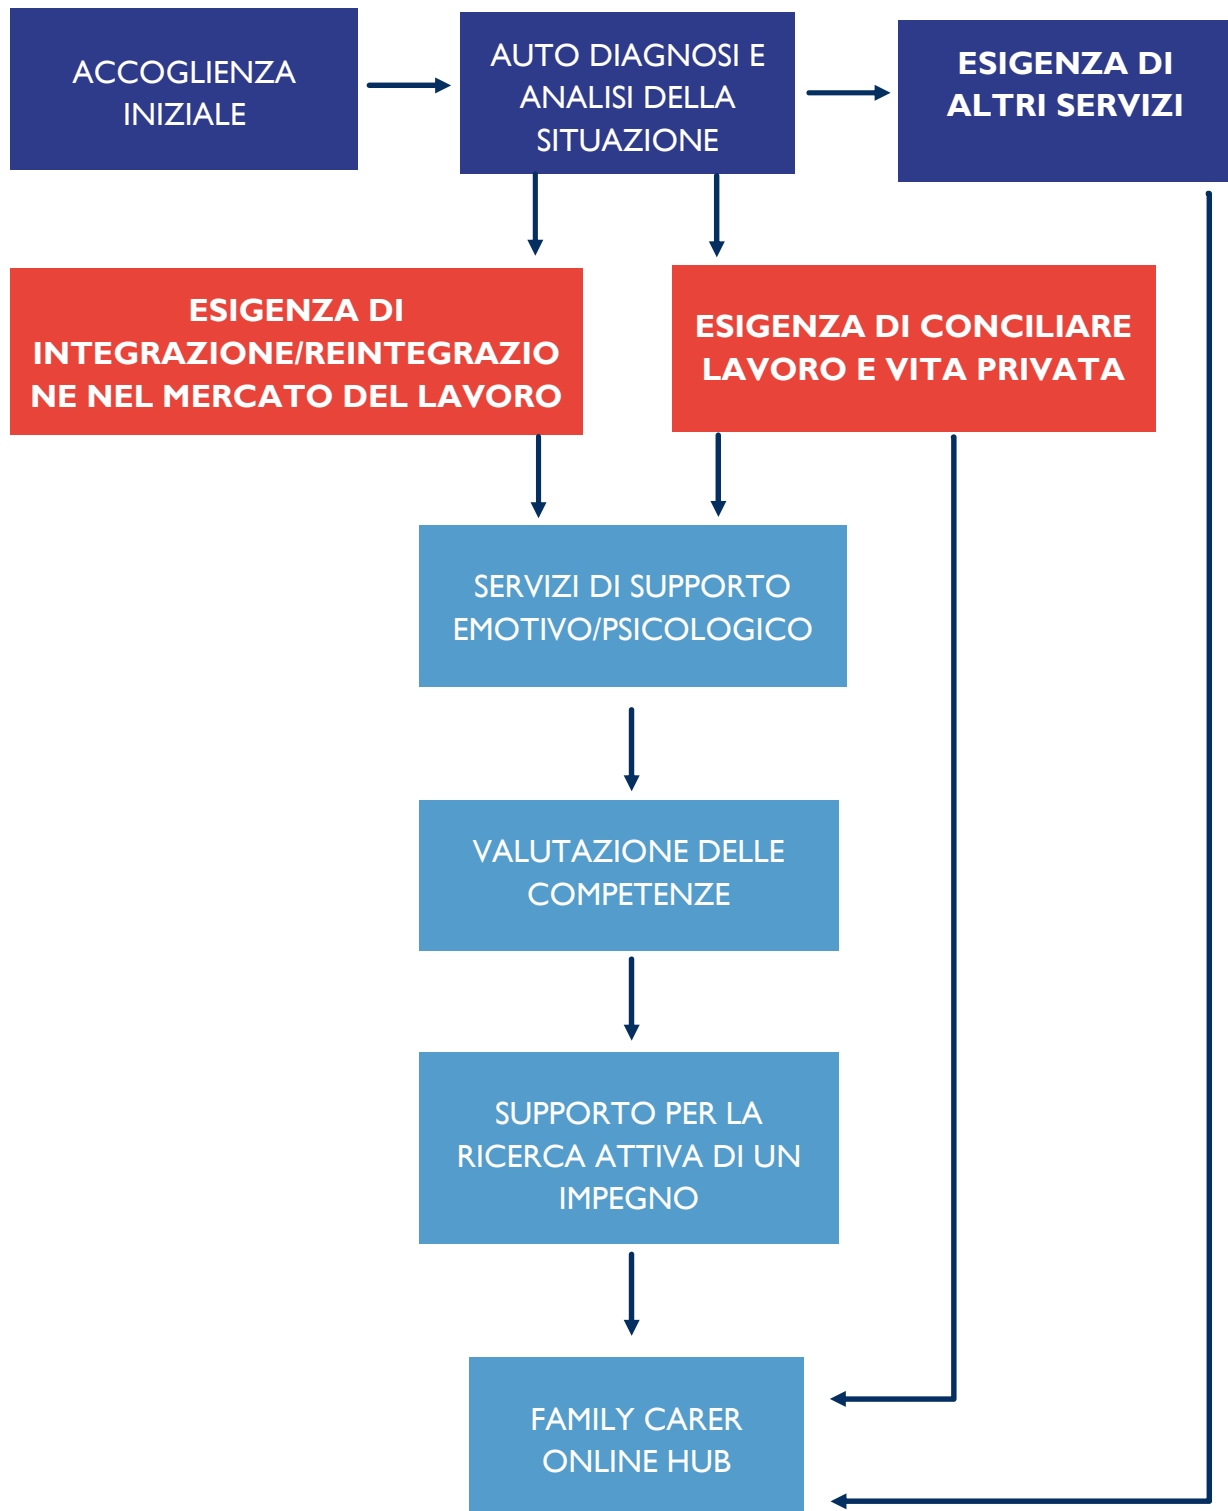 ACCOGLIENZA
INIZIALE
AUTO DIAGNOSI E
ANALISI DELLA
SITUAZIONE
ESIGENZA DI
ALTRI SERVIZI
ESIGENZA DI
INTEGRAZIONE/REINTEGRAZIO
NE NEL MERCATO DEL LAVORO
ESIGENZA DI CONCILIARE
LAVORO E VITA PRIVATA
SERVIZI DI SUPPORTO
EMOTIVO/PSICOLOGICO
VALUTAZIONE DELLE
COMPETENZE
SUPPORTO PER LA
RICERCA ATTIVA DI UN
IMPEGNO
FAMILY CARER
ONLINE HUB